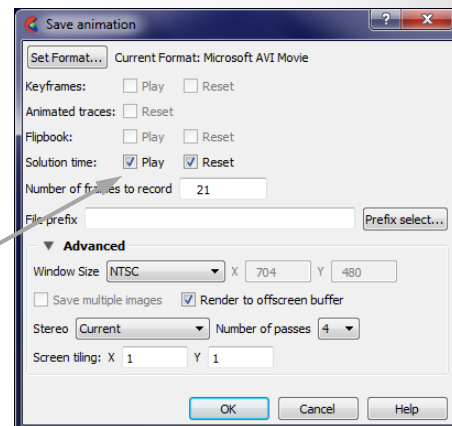 Save animation
Set Format... Current Format: Microsoft AVI Movie
Keyframes: Play Reset
Animated traces: Reset
Flipbook: Play Reset
Solution time: Play Reset
Number of frames to record 21
File prefix Prefix select...
Advanced
Window Size NTSC X 704 Y 480
Save multiple images Render to offscreen buffer
Stereo Current Number of passes 4
Screen tiling: X 1 Y 1
OK Cancel Help